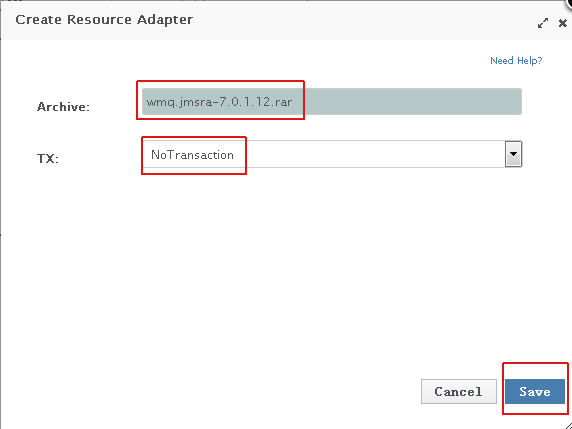 Create Resource Adapter
Need Help?
Archive: wmq.jmsra-7.0.1.12.rar
TX: NoTransaction
Cancel Save